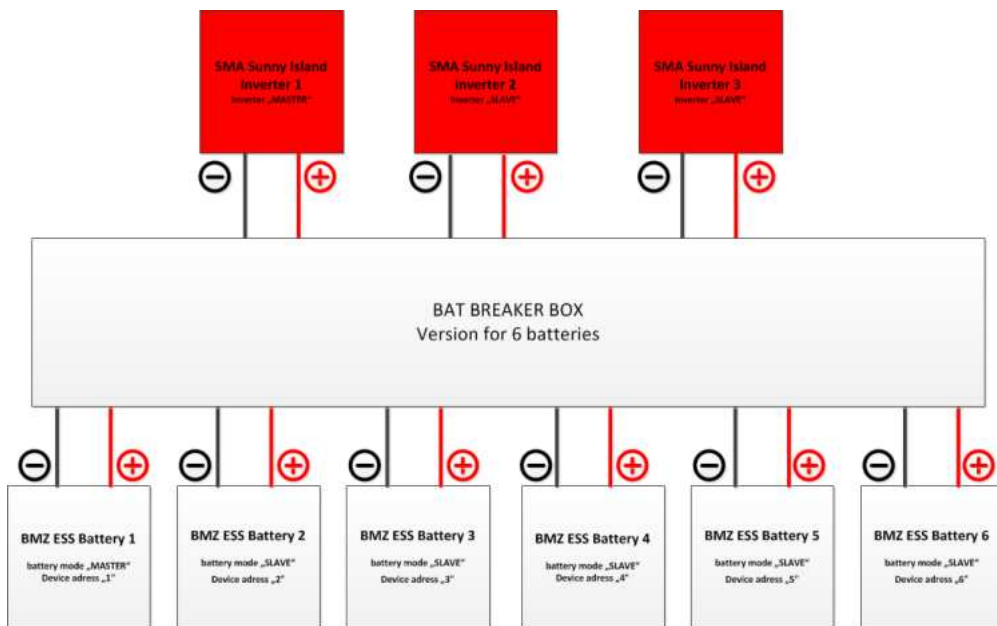 SMA Sunny Island
Inverter 1
Inverter „MASTER“
SMA Sunny Island
Inverter 2
Inverter „SLAVE“
SMA Sunny Island
Inverter 3
Inverter „SLAVE“
BAT BREAKER BOX
Version for 6 batteries
BMZ ESS Battery 1
battery mode „MASTER“
Device adress „1“
BMZ ESS Battery 2
battery mode „SLAVE“
Device adress „2“
BMZ ESS Battery 3
battery mode „SLAVE“
Device adress „3“
BMZ ESS Battery 4
battery mode „SLAVE“
Device adress „4“
BMZ ESS Battery 5
battery mode „SLAVE“
Device adress „5“
BMZ ESS Battery 6
battery mode „SLAVE“
Device adress „6“